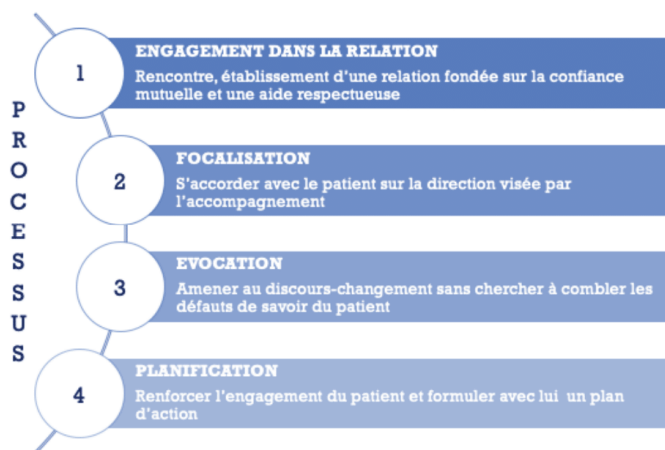 PROCESSUS
1
ENGAGEMENT DANS LA RELATION
Rencontre, établissement d'une relation fondée sur la confiance
mutuelle et une aide respectueuse
2
FOCALISATION
S'accorder avec le patient sur la direction visée par
l'accompagnement
3
EVOCATION
Amener au discours-changement sans chercher à combler les
défauts de savoir du patient
4
PLANIFICATION
Renforcer l'engagement du patient et formuler avec lui un plan
d'action